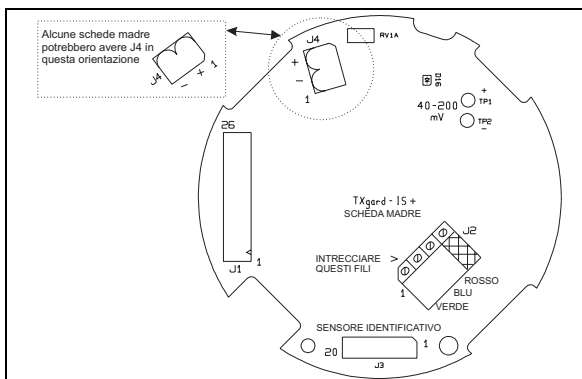 Alcune schede madre
potrebbero avere J4 in
questa orientazione
J4
- + 1
J4
+
-
1
RV1A
D16
40-200
mV
+
TP1
TP2
-
26
1
J1
TXgard-IS+
SCHEDA MADRE
INTRECCIARE >
QUESTI FILI
J2
1
ROSSO
BLU
VERDE
SENSORE IDENTIFICATIVO
20
1
J3